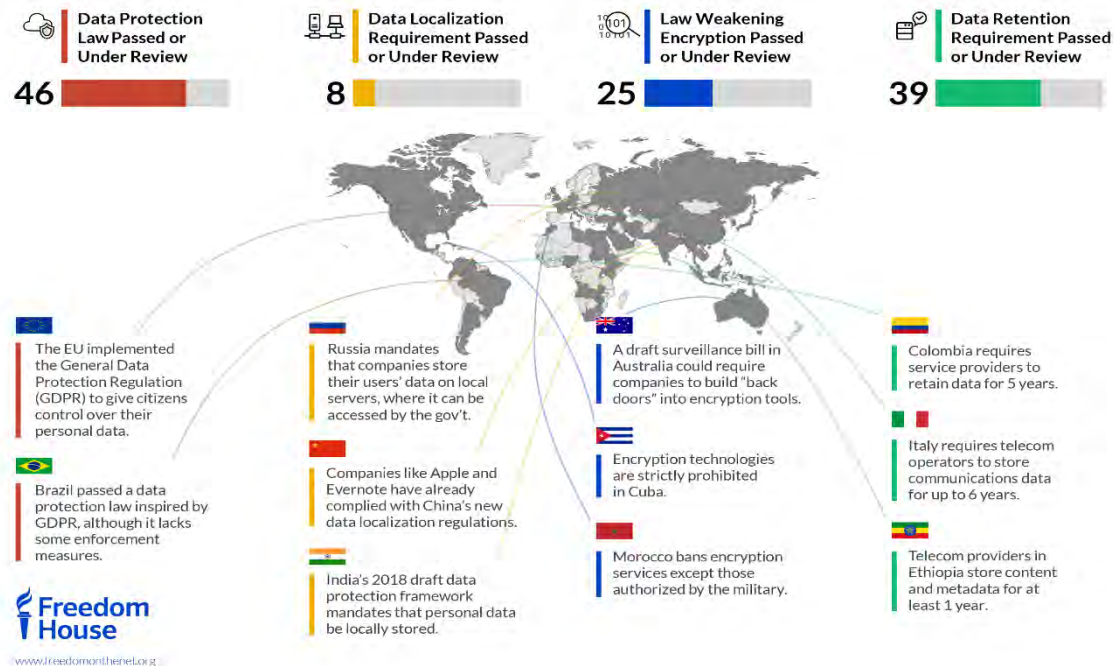 Data Protection
Law Passed or
Under Review
46
Data Localization
Requirement Passed
or Under Review
8
101
10101
Law Weakening
Encryption Passed
or Under Review
25
Data Retention
Requirement Passed
or Under Review
39
The EU implemented
the General Data
Protection Regulation
(GDPR) to give citizens
control over their
personal data.
Brazil passed a data
protection law inspired by
GDPR, although it lacks
some enforcement
measures.
Russia mandates
that companies store
their users' data on local
servers, where it can be
accessed by the gov't.
Companies like Apple and
Evernote have already
complied with China's new
data localization regulations.
India's 2018 draft data
protection framework
mandates that personal data
be locally stored.
A draft surveillance bill in
Australia could require
companies to build “back
doors” into encryption tools.
Encryption technologies
are strictly prohibited
in Cuba.
Morocco bans encryption
services except those
authorized by the military.
Colombia requires
service providers to
retain data for 5 years.
Italy requires telecom
operators to store
communications data
for up to 6 years.
Telecom providers in
Ethiopia store content
and metadata for at
least 1 year.
Freedom
House
www.freedomonthenet.org